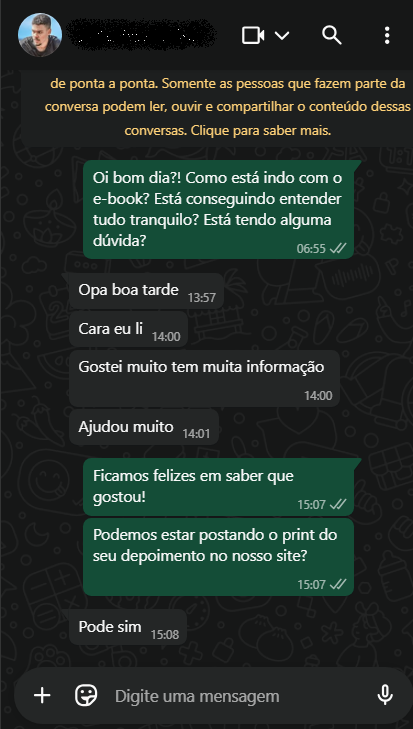 de ponta a ponta. Somente as pessoas que fazem parte da
conversa podem ler, ouvir e compartilhar o conteúdo dessas
conversas. Clique para saber mais.
Oi bom dia?! Como está indo com o
e-book? Está conseguindo entender
tudo tranquilo? Está tendo alguma
dúvida?
06:55
Opa boa tarde 13:57
Cara eu li 14:00
Gostei muito tem muita informação
14:00
Ajudou muito 14:01
Ficamos felizes em saber que
gostou!
15:07
Podemos estar postando o print do
seu depoimento no nosso site?
15:07
Pode sim 15:08
Digite uma mensagem